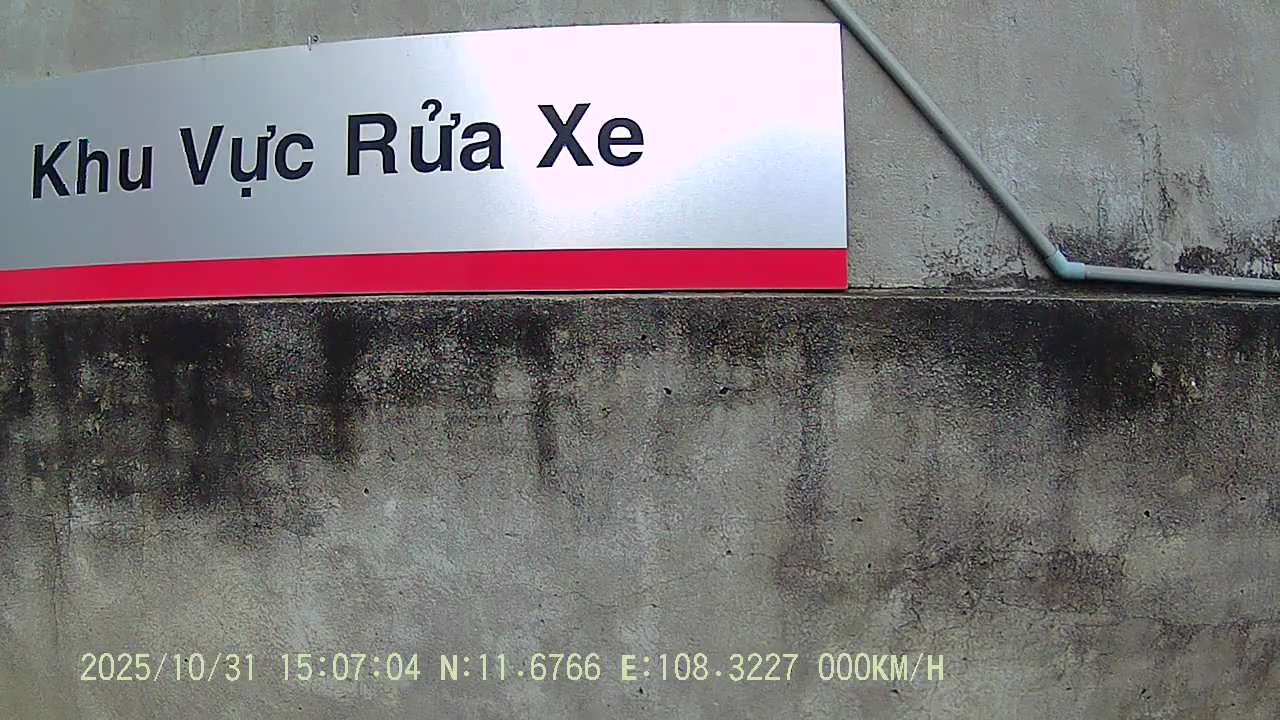 Khu Vực Rửa Xe
2025/10/31 15:07:04 N:11.6766 E:108.3227 000KM/H